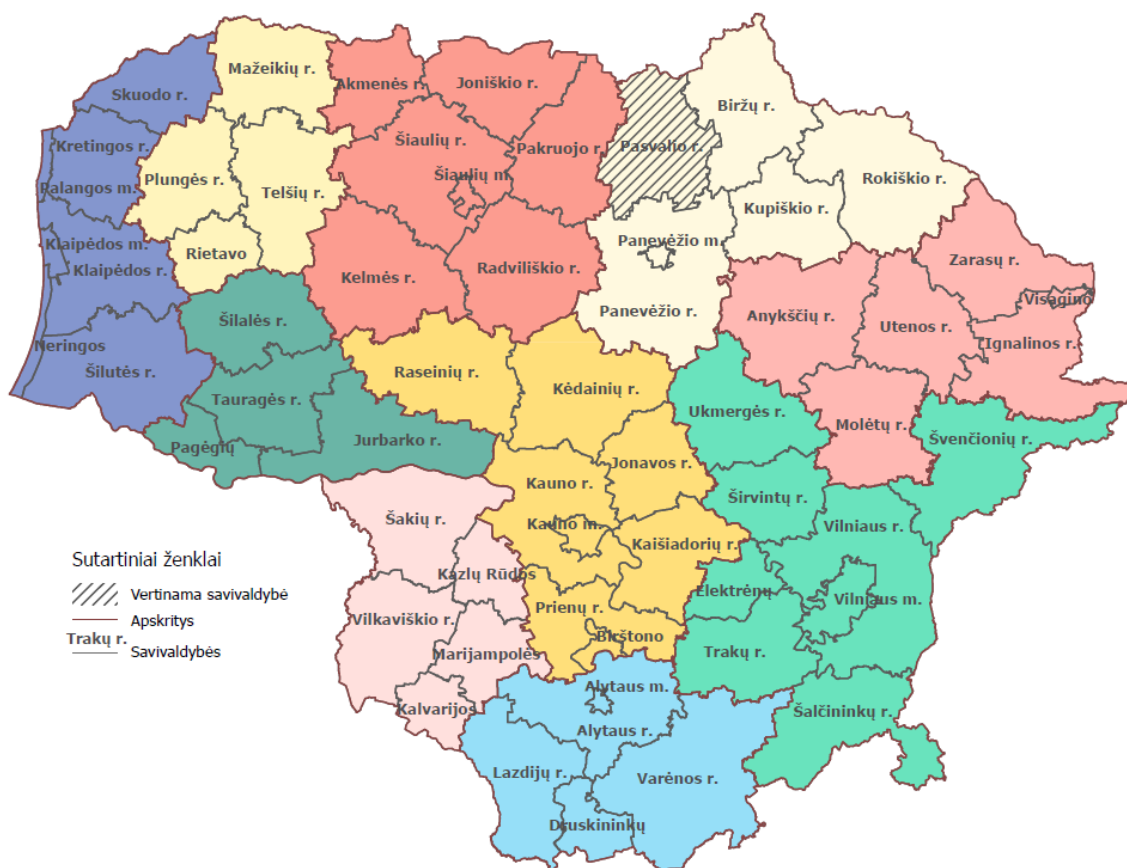 Mažeikių r.
Akmenės r.
Joniškio r.
Skuodo r.
Biržų r.
Kretingos r.
Šiaulių r.
Pakruojo r.
Pasvalio r.
Plungės r.
Telšių r.
Šiaulių m.
Rokiškio r.
Palangos m.
Kupiškio r.
Klaipėdos m.
Rietavo
Panevėžio m.
Klaipėdos r.
Kelmės r.
Radviliškio r.
Zarasų r.
Visagino
Šilalės r.
Panevėžio r.
Anykščių r.
Utenos r.
Neringos
Ignalinos r.
Šilutės r.
Raseinių r.
Kėdainių r.
Tauragės r.
Ukmergės r.
Molėtų r.
Pagėgių
Jurbarko r.
Švenčionių r.
Jonavos r.
Kauno r.
Širvintų r.
Šakių r.
Kauno m.
Vilniaus r.
Kaišiadorių r.
Kazlų Rūdos
Elektrėnų
Vilniaus m.
Prienų r.
Vilkaviškio r.
Birštono
Marijampolės
Trakų r.
Alytaus m.
Kalvarijos
Šalčininkų r.
Alytaus r.
Lazdijų r.
Varėnos r.
Druskininkų
Sutartiniai ženklai
Vertinama savivaldybė
Apskritys
Trakų r.
Savivaldybės